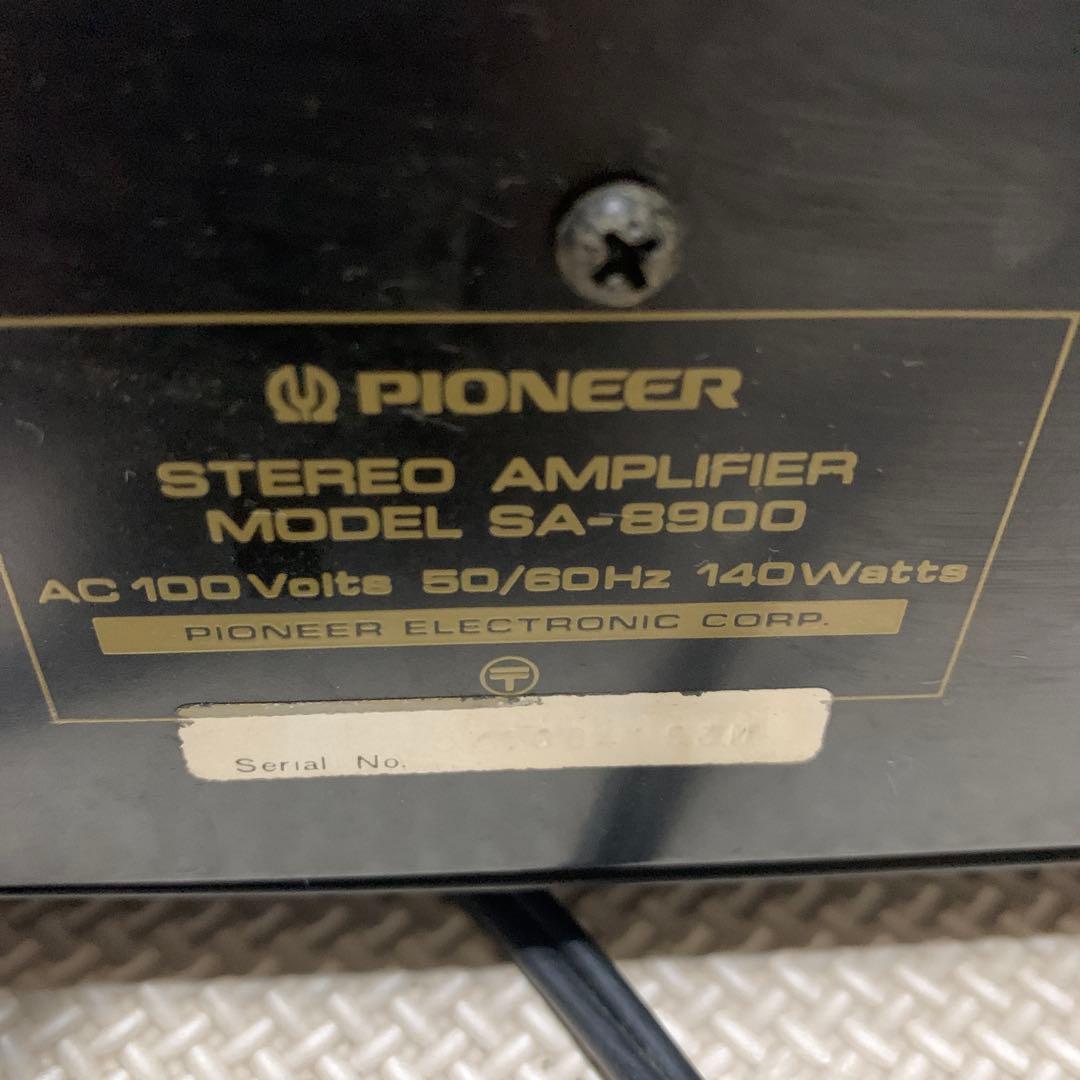 PIONEER
STEREO AMPLIFIER
MODEL SA-8900
AC 100 Volts 50/60Hz 140 Watts
PIONEER ELECTRONIC CORP.
Serial No.